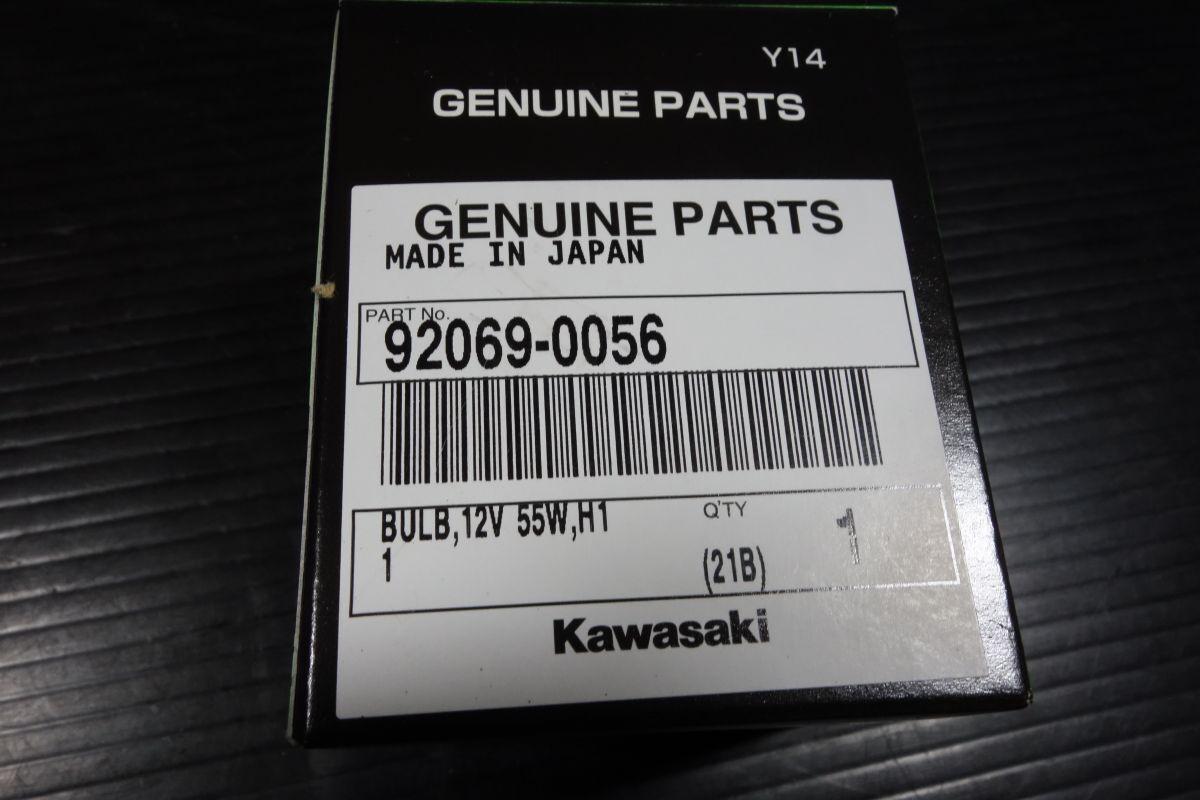 Y14
GENUINE PARTS
GENUINE PARTS
MADE IN JAPAN
PART No.
92069-0056
BULB,12V 55W,H1
1
Q'TY
1
(21B)
Kawasaki